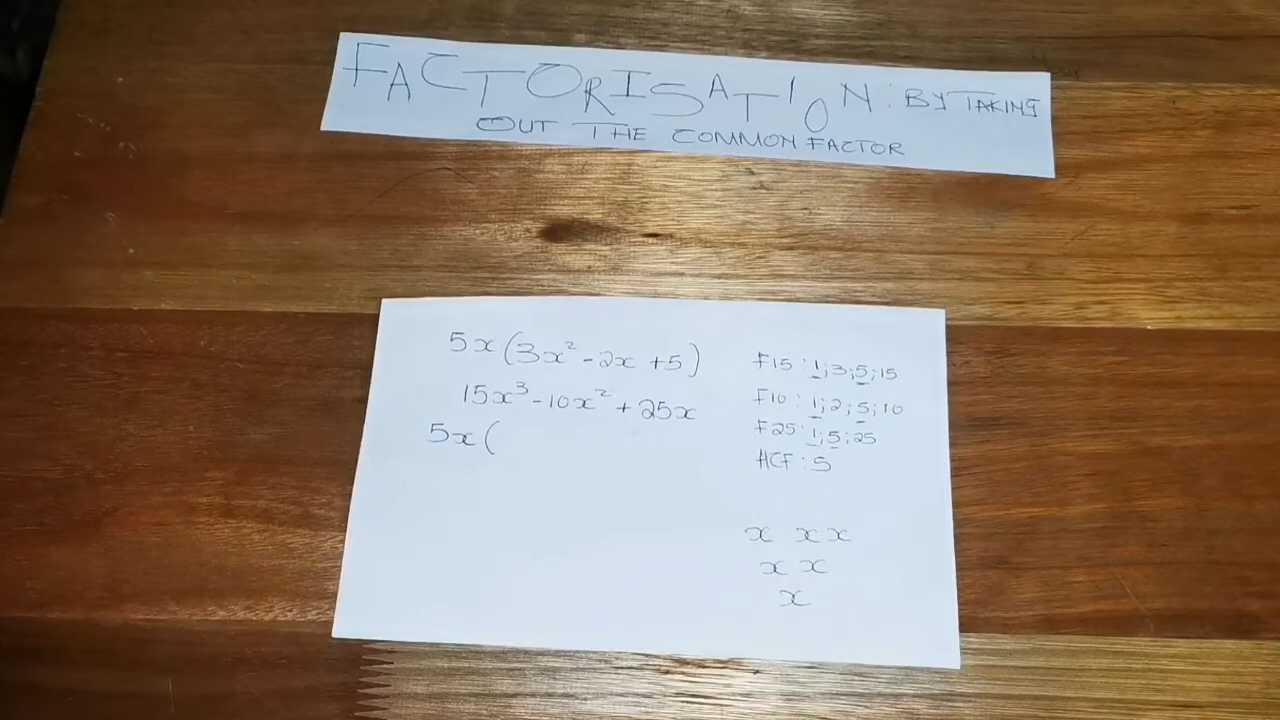 FACTORISATION: BY TAKING
OUT THE COMMON FACTOR
5x(3x²-2x+5)
15x³-10x²+25x
5x(
F15:1;3;5;15
F10:1;2;5;10
F25:1;5;25
HCF:5
x x x
x x
x